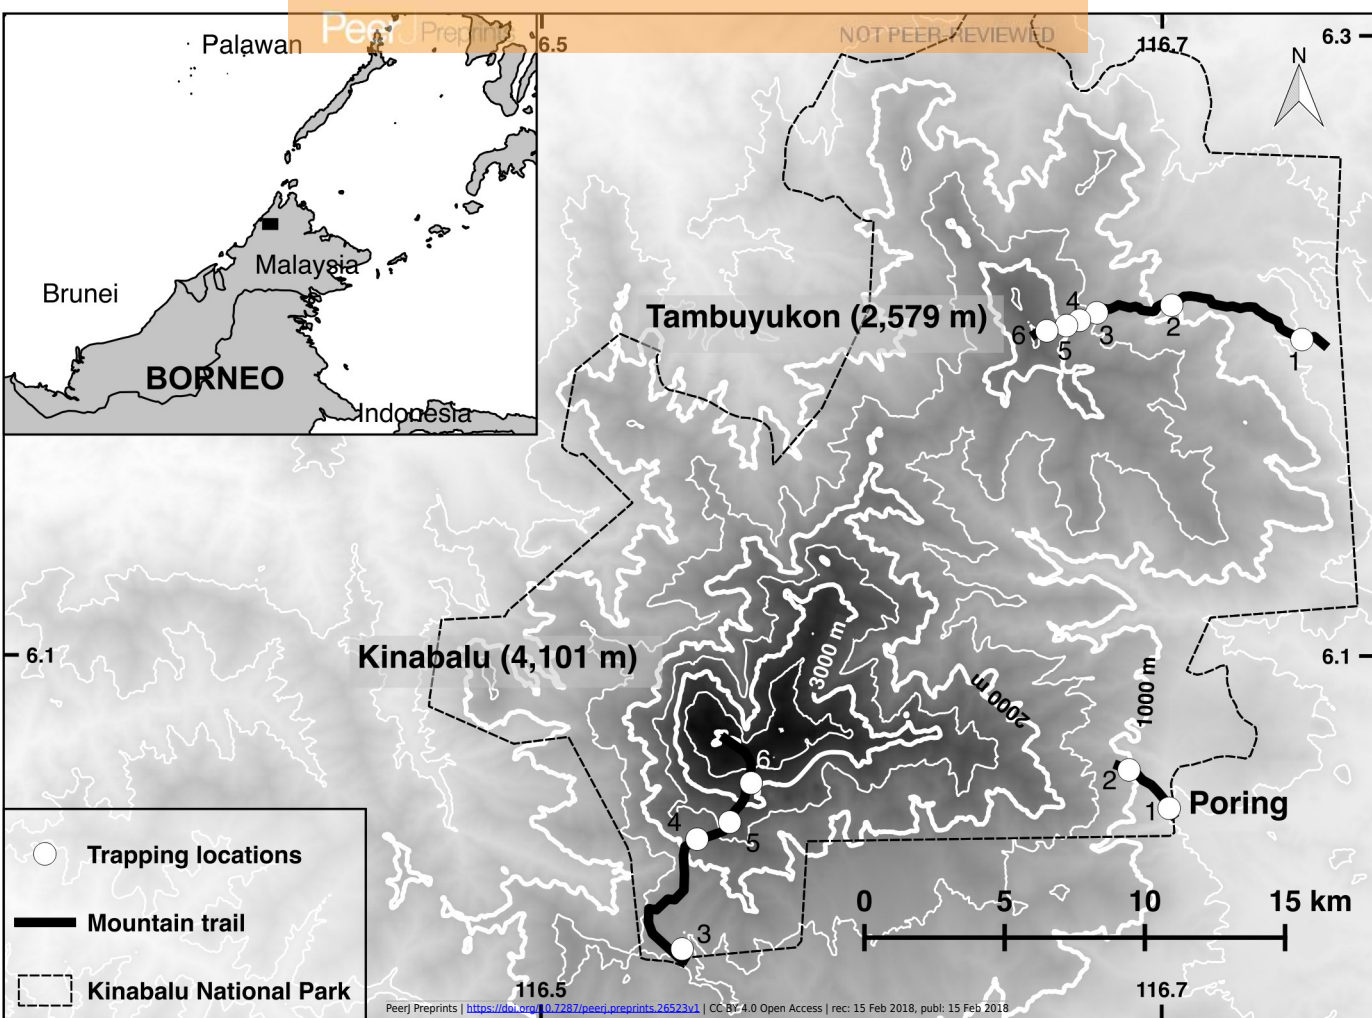 PeerJ Preprints
NOT PEER-REVIEWED
6.5
116.7
6.3
N
Palawan
Malaysia
Brunei
BORNEO
Indonesia
Tambuyukon (2,579 m)
6
5
4
3
2
1
6.1
6.1
Kinabalu (4,101 m)
3000 m
2000 m
1000 m
6
5
4
3
2
1
Poring
Trapping locations
Mountain trail
Kinabalu National Park
0 5 10 15 km
116.5
116.7
PeerJ Preprints | https://doi.org/10.7287/peerj.preprints.26523v1 | CC BY 4.0 Open Access | rec: 15 Feb 2018, publ: 15 Feb 2018